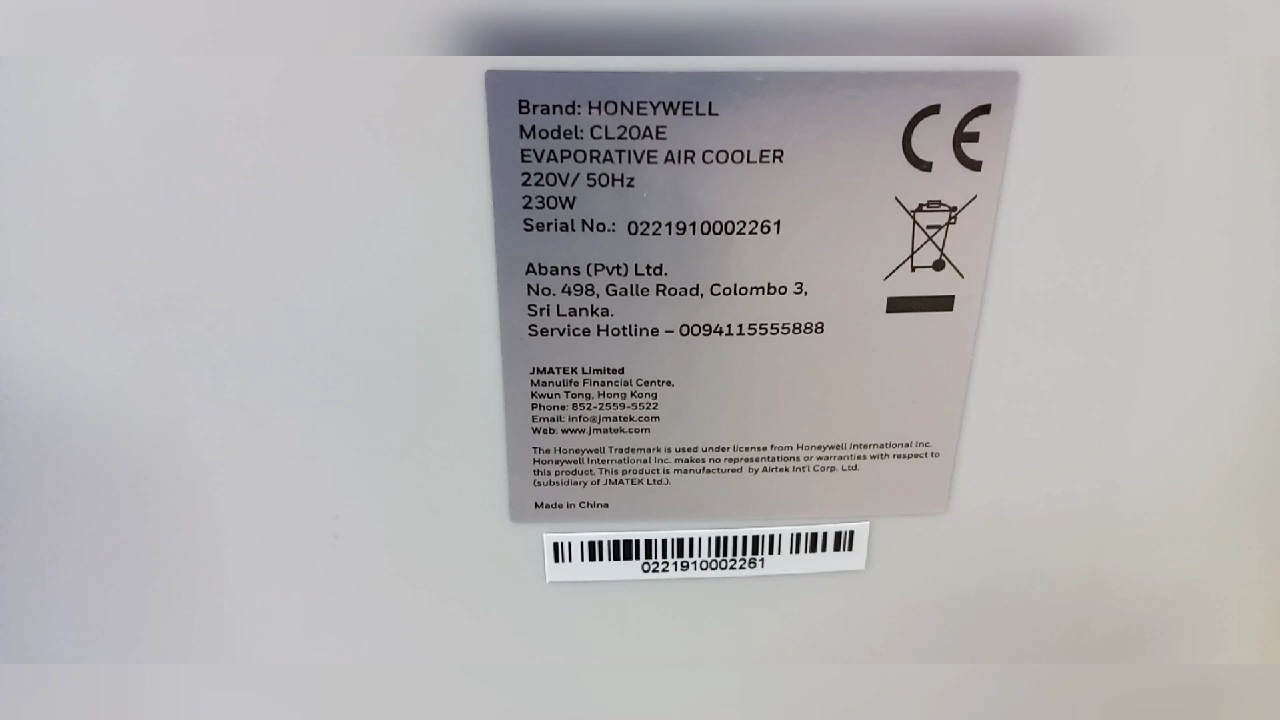 Brand: HONEYWELL
Model: CL20AE
EVAPORATIVE AIR COOLER
220V/ 50Hz
230W
Serial No.: 0221910002261
Abans (Pvt) Ltd.
No. 498, Galle Road, Colombo 3,
Sri Lanka.
Service Hotline – 0094115555888
JMATEK Limited
Manulife Financial Centre,
Kwun Tong, Hong Kong
Phone: 852-2559-5522
Email: info@jmatek.com
Web: www.jmatek.com
The Honeywell Trademark is used under license from Honeywell International Inc.
Honeywell International Inc. makes no representations or warranties with respect to
this product. This product is manufactured by Airtek Int'l Corp. Ltd.
(subsidiary of JMATEK Ltd.).
Made in China
CE
0221910002261